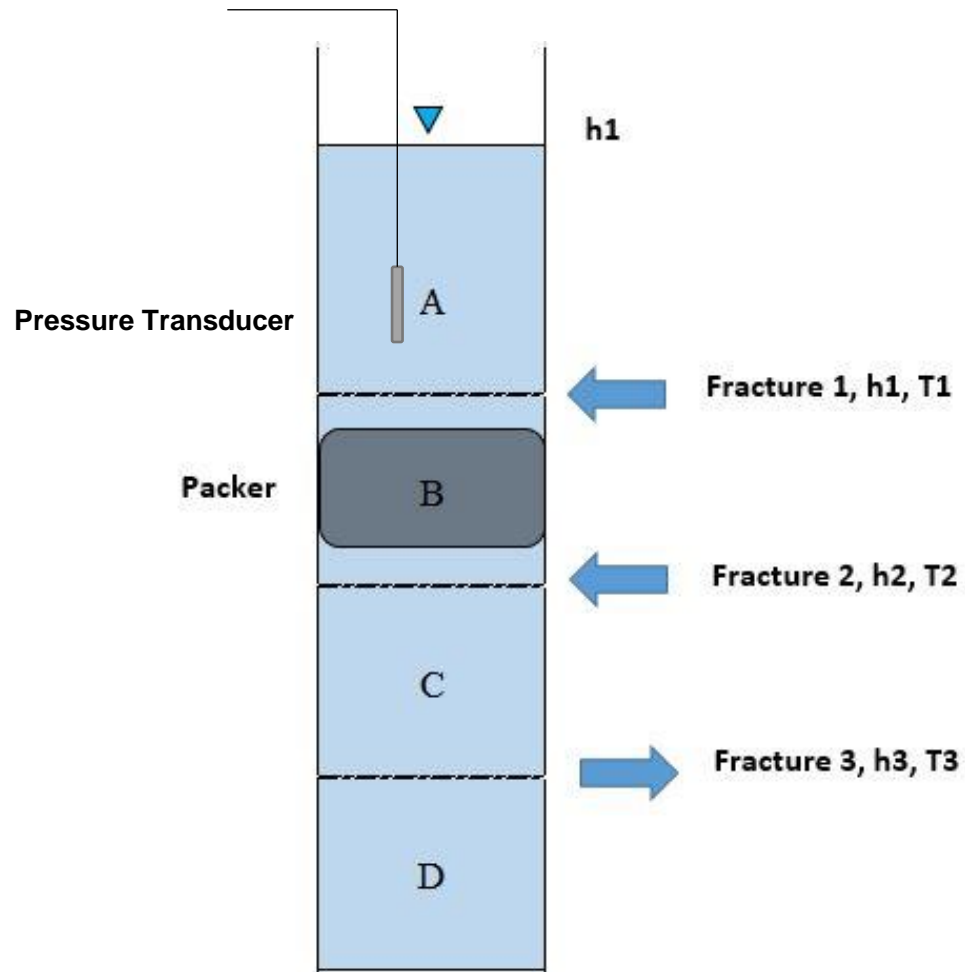 h1
A
Pressure Transducer
Fracture 1, h1, T1
Packer
B
Fracture 2, h2, T2
C
Fracture 3, h3, T3
D